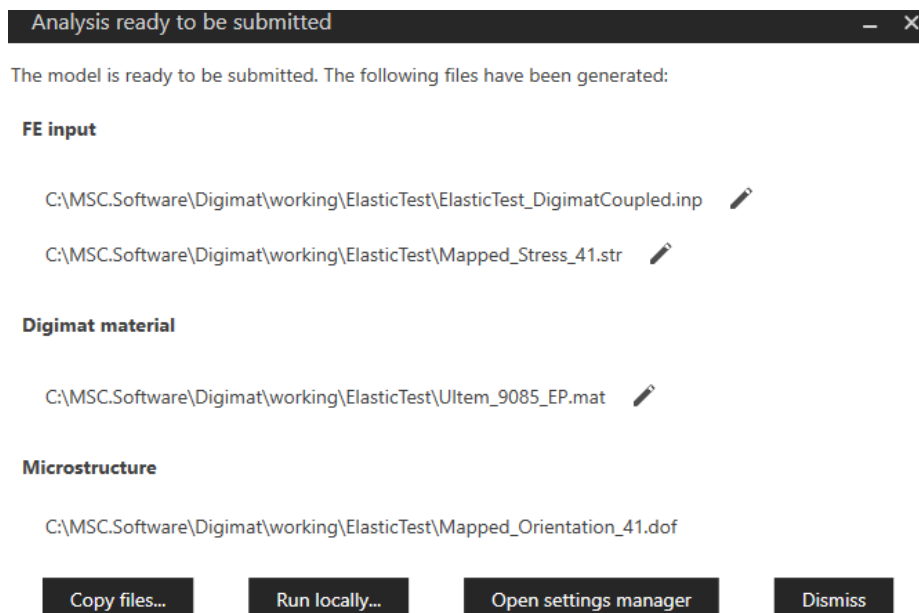 Analysis ready to be submitted
The model is ready to be submitted. The following files have been generated:
FE input
C:\MSC.Software\Digimat\working\ElasticTest\ElasticTest_DigimatCoupled.inp
C:\MSC.Software\Digimat\working\ElasticTest\Mapped_Stress_41.str
Digimat material
C:\MSC.Software\Digimat\working\ElasticTest\Ultem_9085_EP.mat
Microstructure
C:\MSC.Software\Digimat\working\ElasticTest\Mapped_Orientation_41.dof
Copy files... Run locally... Open settings manager Dismiss